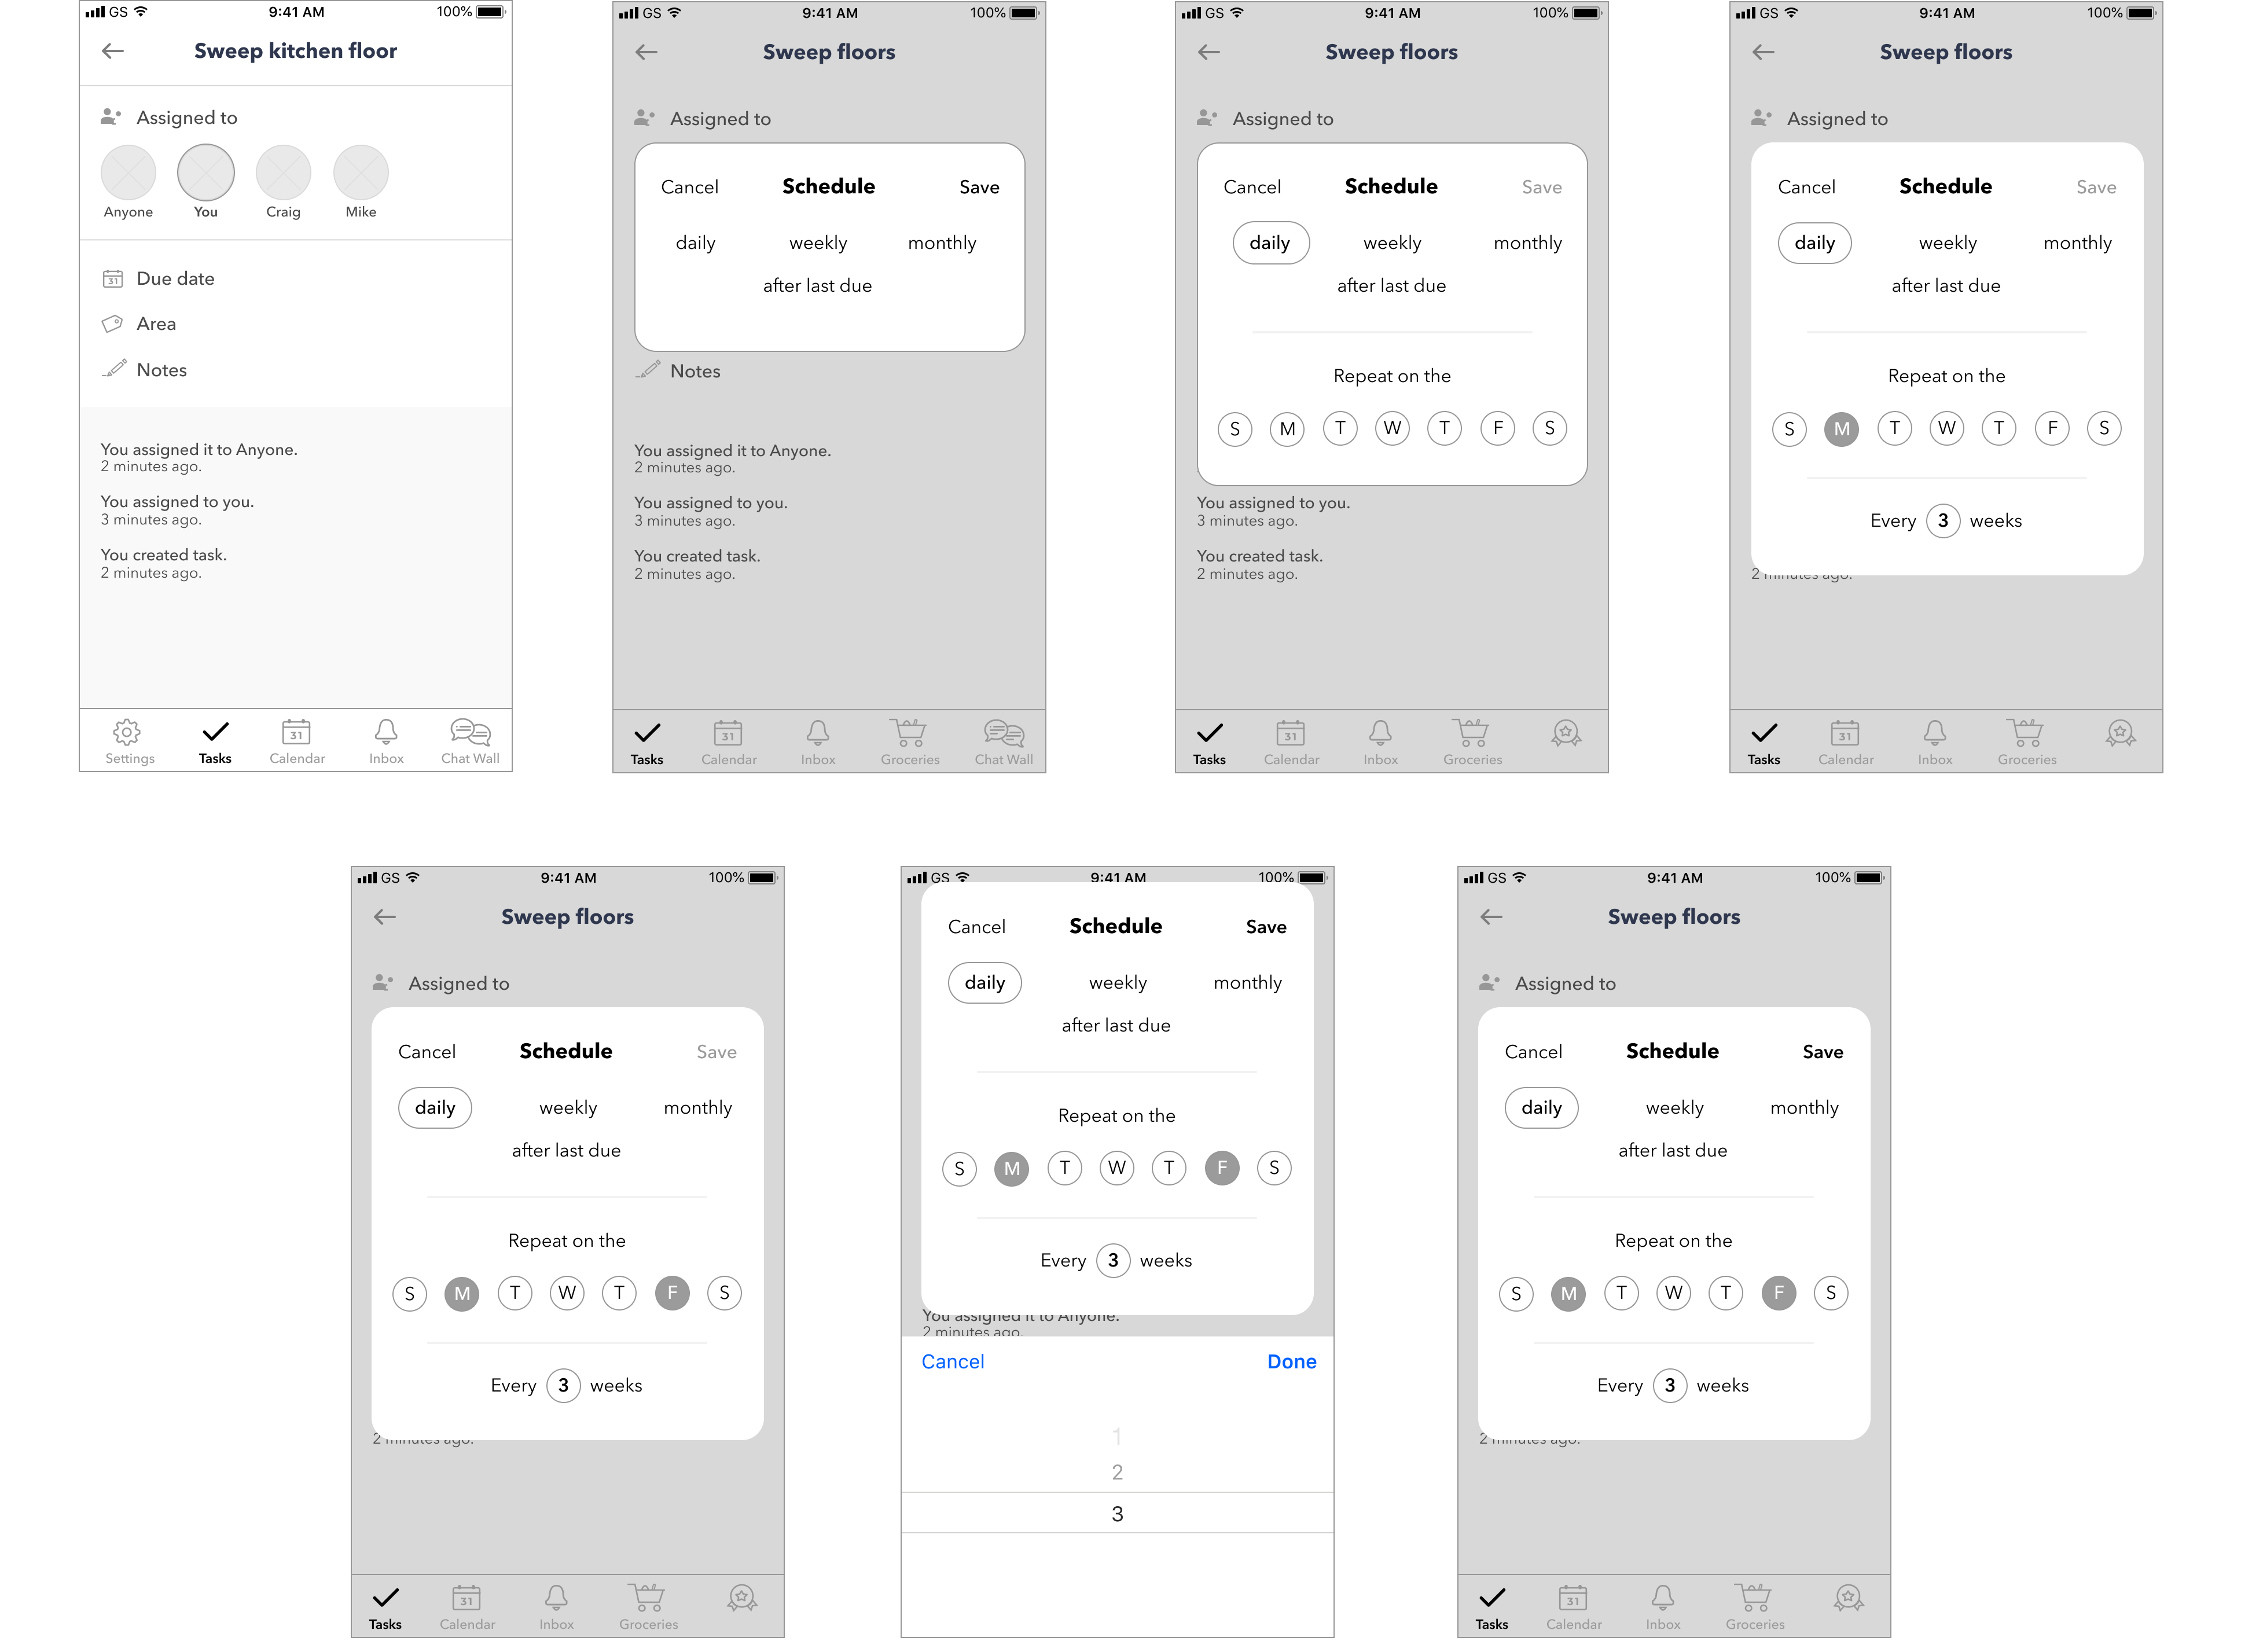 GS 9:41 AM 100%
Sweep kitchen floor
Assigned to
Anyone You Craig Mike
31 Due date
Area
Notes
You assigned it to Anyone.
2 minutes ago.
You assigned to you.
3 minutes ago.
You created task.
2 minutes ago.
31
Settings Tasks Calendar Inbox Chat Wall
GS 9:41 AM 100%
Sweep floors
Assigned to
Cancel Schedule Save
daily weekly monthly
after last due
Notes
You assigned it to Anyone.
2 minutes ago.
You assigned to you.
3 minutes ago.
You created task.
2 minutes ago.
31
Tasks Calendar Inbox Groceries Chat Wall
GS 9:41 AM 100%
Sweep floors
Assigned to
Cancel Schedule Save
daily weekly monthly
after last due
Repeat on the
S M T W T F S
You assigned to you.
3 minutes ago.
You created task.
2 minutes ago.
31
Tasks Calendar Inbox Groceries
GS 9:41 AM 100%
Sweep floors
Assigned to
Cancel Schedule Save
daily weekly monthly
after last due
Repeat on the
S M T W T F S
Every 3 weeks
2 minutes ago.
31
Tasks Calendar Inbox Groceries
GS 9:41 AM 100%
Sweep floors
Assigned to
Cancel Schedule Save
daily weekly monthly
after last due
Repeat on the
S M T W T F S
Every 3 weeks
2 minutes ago.
31
Tasks Calendar Inbox Groceries
GS 9:41 AM 100%
Cancel Schedule Save
daily weekly monthly
after last due
Repeat on the
S M T W T F S
Every 3 weeks
You assigned it to Anyone.
2 minutes ago.
Cancel Done
1
2
3
GS 9:41 AM 100%
Sweep floors
Assigned to
Cancel Schedule Save
daily weekly monthly
after last due
Repeat on the
S M T W T F S
Every 3 weeks
2 minutes ago.
31
Tasks Calendar Inbox Groceries